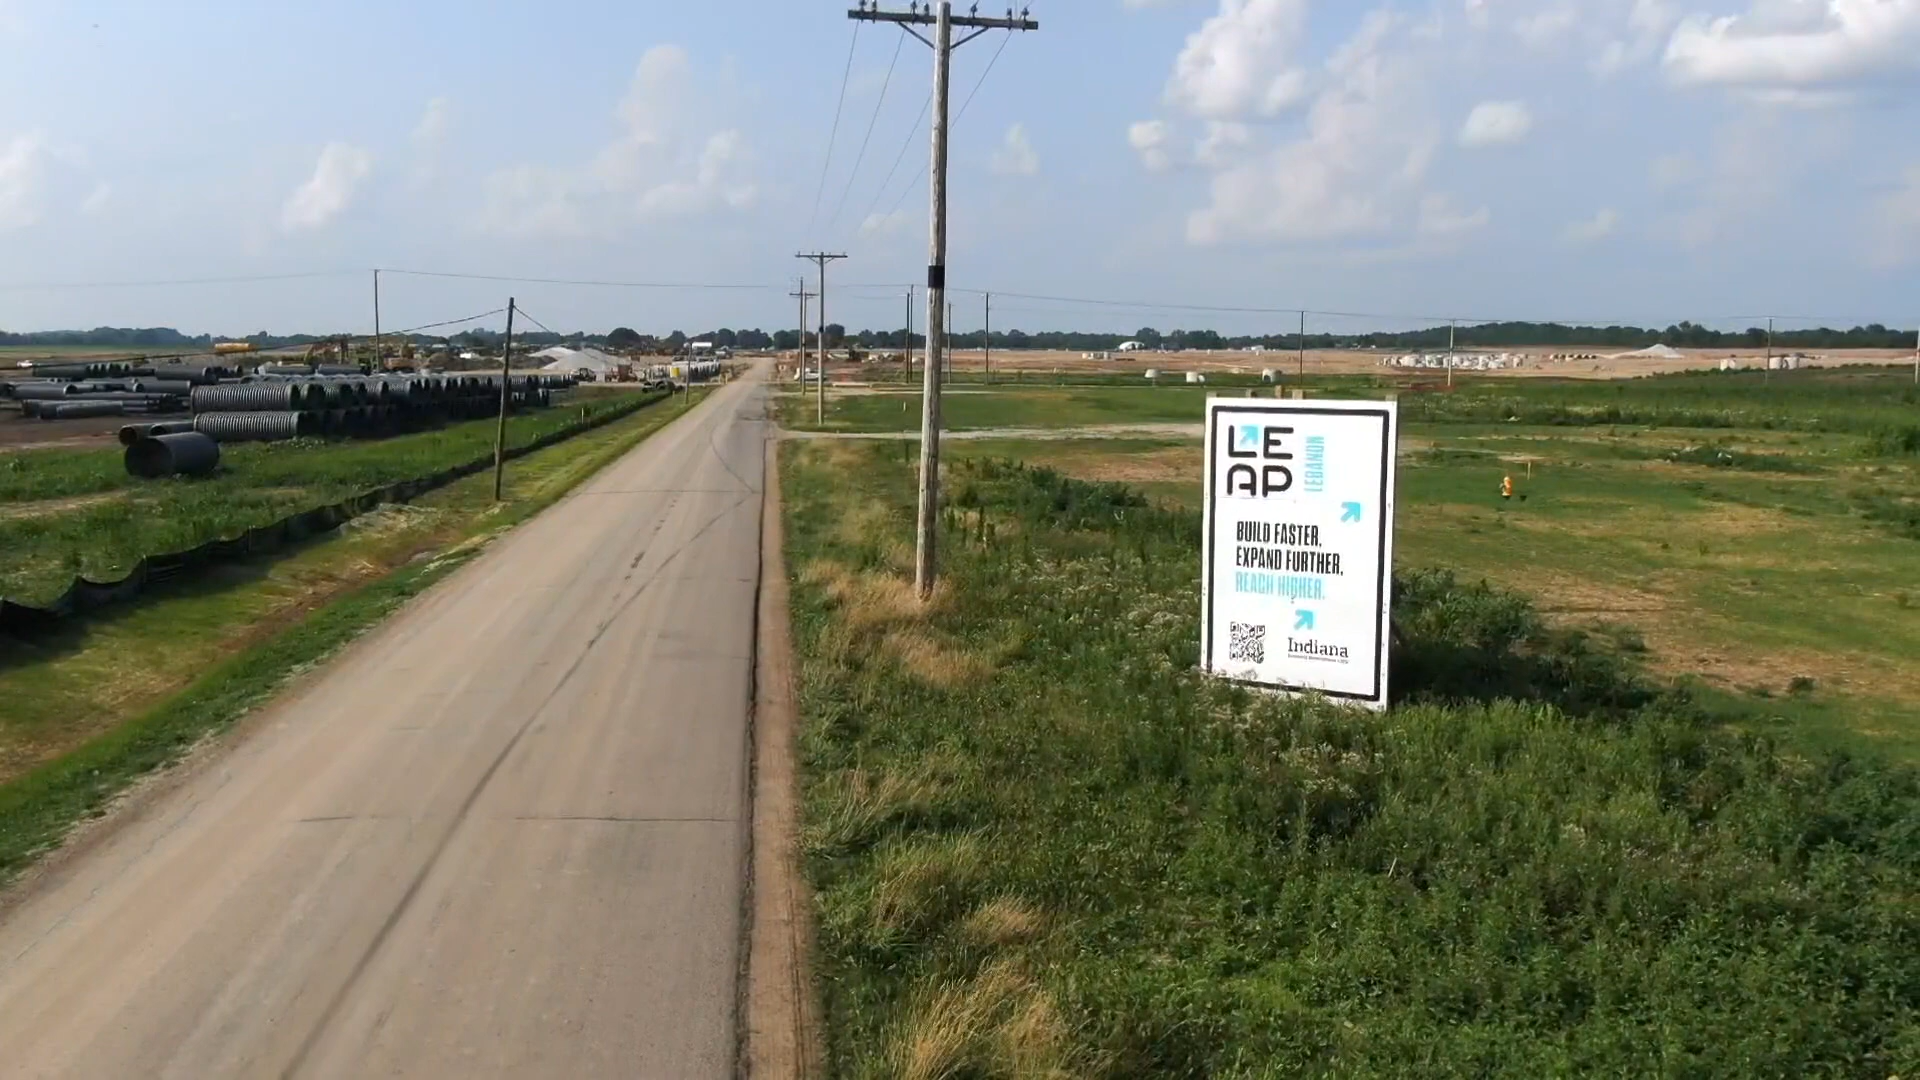 LE
AP
LEBANON
BUILD FASTER.
EXPAND FURTHER.
REACH HIGHER.
Indiana